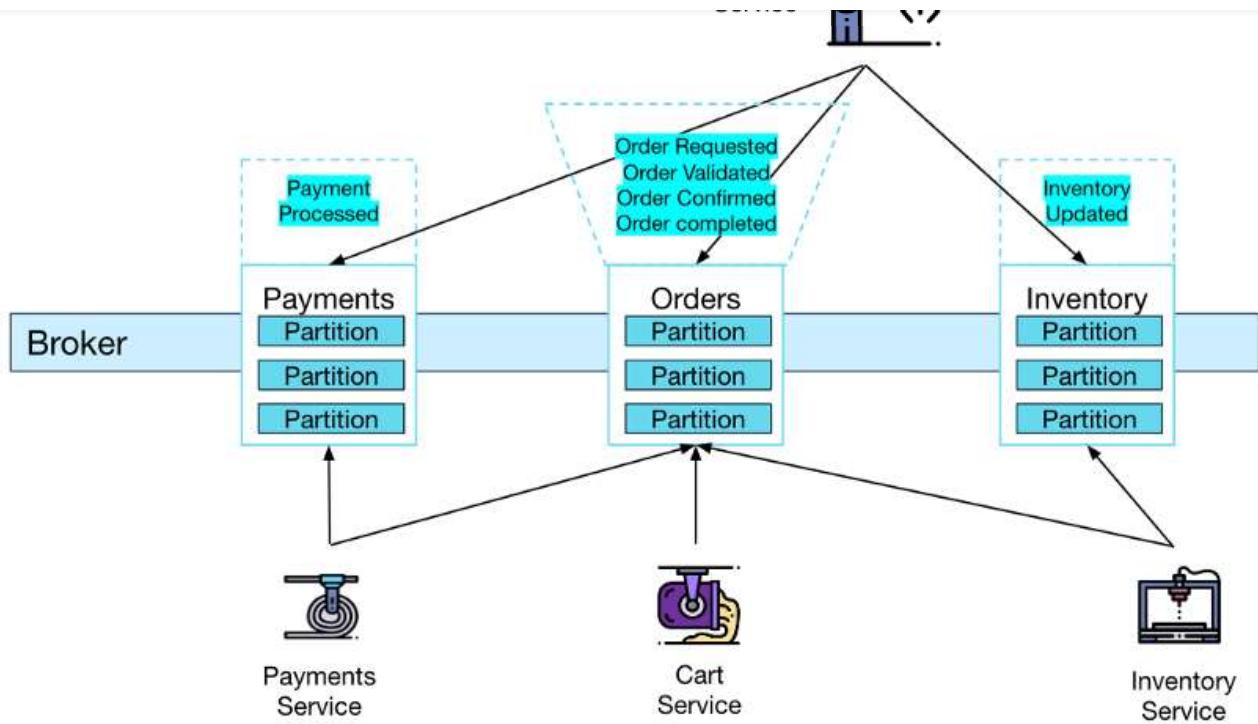 Service
Order Requested
Order Validated
Order Confirmed
Order completed
Payment
Processed
Inventory
Updated
Payments
Orders
Inventory
Broker
Partition
Partition
Partition
Partition
Partition
Partition
Partition
Partition
Partition
Payments
Service
Cart
Service
Inventory
Service